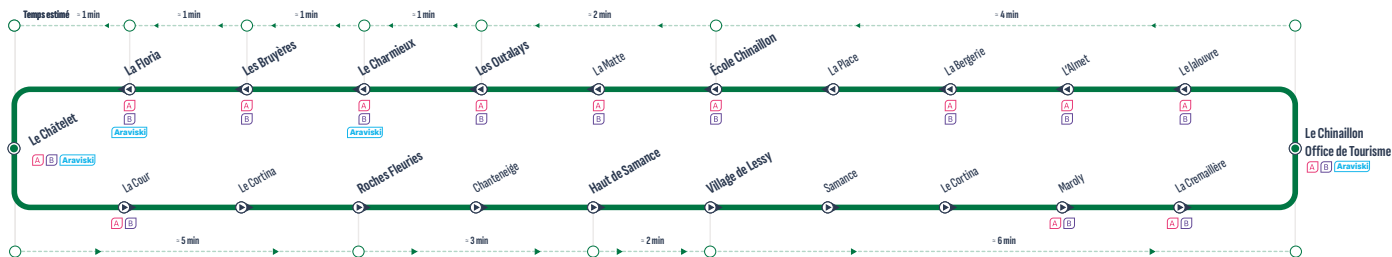 Temps estimé ≈ 1 min ≈ 1 min ≈ 1 min ≈ 1 min ≈ 2 min ≈ 4 min
La Floria Les Bruyères Le Charmieux Les Outalays La Matte École Chinaillon La Place La Bergerie L'Almet Le Jalouvre
A A A A A A A A A
B B B B B B B B B
Araviski Araviski
Le Châtelet
A B Araviski
Le Chinaillon
Office de Tourisme
A B Araviski
La Cour Le Cortina Roches Fleuries Chanteneige Haut de Samance Village de Lessy Samance Le Cortina Maroly La Cremaillière
A B A B A B
≈ 5 min ≈ 3 min ≈ 2 min ≈ 6 min